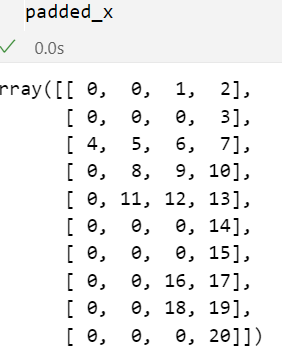 padded_x
0.0s
rray([[ 0,  0,  1,  2],
       [ 0,  0,  0,  3],
       [ 4,  5,  6,  7],
       [ 0,  8,  9, 10],
       [ 0, 11, 12, 13],
       [ 0,  0,  0, 14],
       [ 0,  0,  0, 15],
       [ 0,  0, 16, 17],
       [ 0,  0, 18, 19],
       [ 0,  0,  0, 20]])